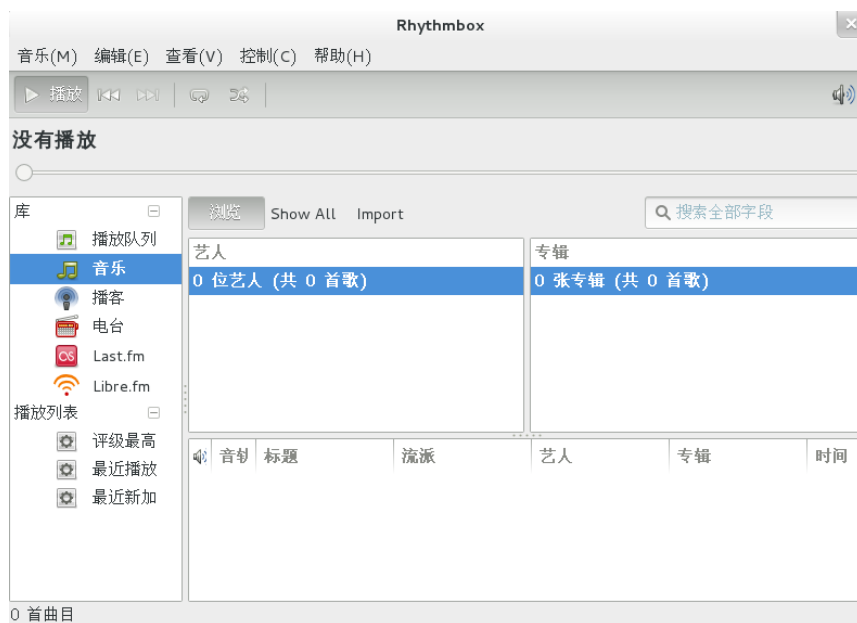 Rhythmbox
音乐(M) 编辑(E) 查看(V) 控制(C) 帮助(H)
播放
没有播放
库
播放队列
音乐
播客
电台
Last.fm
Libre.fm
播放列表
评级最高
最近播放
最近新加
浏览 Show All Import 搜索全部字段
艺人 专辑
0 位艺人 (共 0 首歌) 0 张专辑 (共 0 首歌)
标题 流派 艺人 专辑 时间
0 首曲目